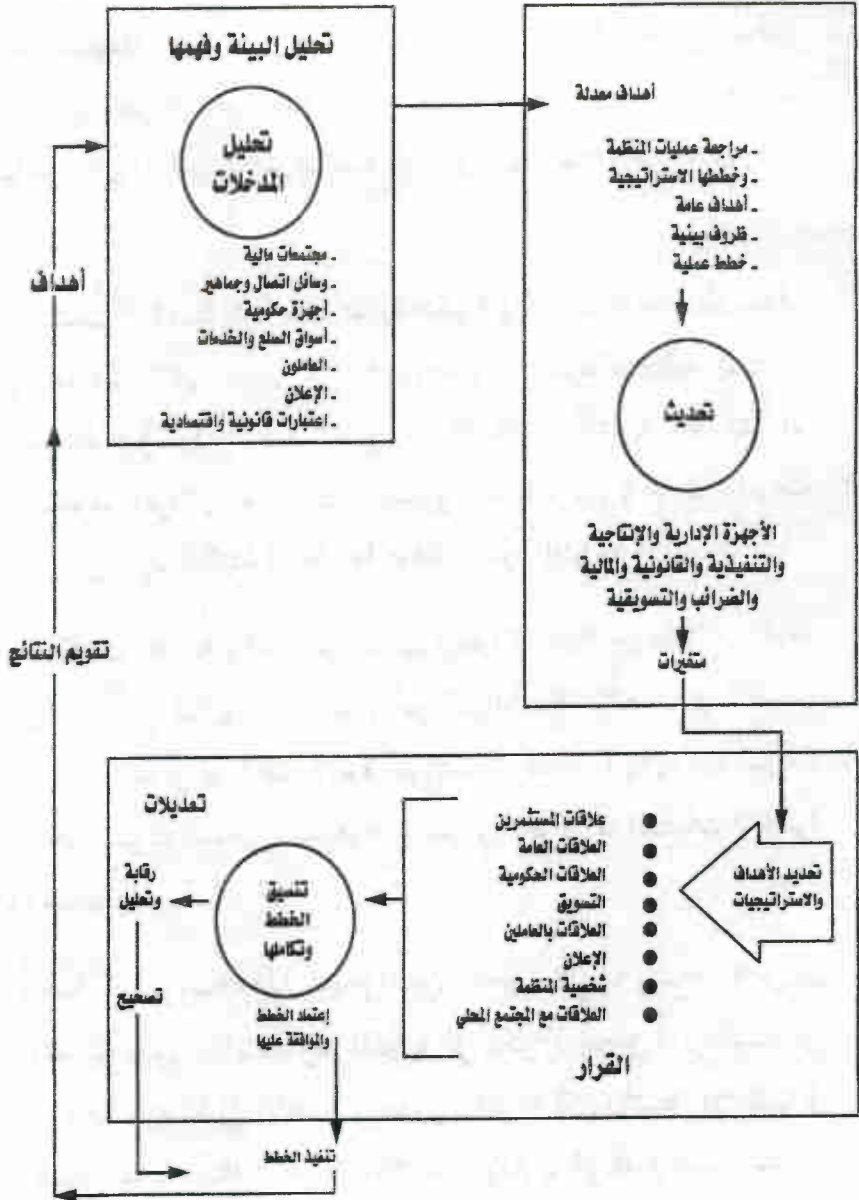 تحليل البيئة وفهمها
تحليل
المدخلات
ـ مجتمعات مالية
ـ وسائل اتصال وجماهير
ـ أجهزة حكومية
ـ أسواق السلع والخدمات
ـ العاملون
ـ الإعلان
ـ اعتبارات قانونية واقتصادية
أهداف معدلة
ـ مراجعة عمليات المنظمة
ـ وخططها الاستراتيجية
ـ أهداف عامة
ـ ظروف بيئية
ـ خطط عملية
تحديث
الأجهزة الإدارية والإنتاجية
والتنفيذية والقانونية والمالية
والضرائب والتسويقية
متغيرات
تحديد الأهداف
والاستراتيجيات
علاقات المستثمرين
العلاقات العامة
العلاقات الحكومية
التسويق
العلاقات بالعاملين
الإعلان
شخصية المنظمة
العلاقات مع المجتمع المحلي
القرار
تعديلات
تنسيق
الخطط
وتكاملها
إعتماد الخطط
والموافقة عليها
رقابة
وتحليل
تصحيح
تنفيذ الخطط
تقويم النتائج
أهداف